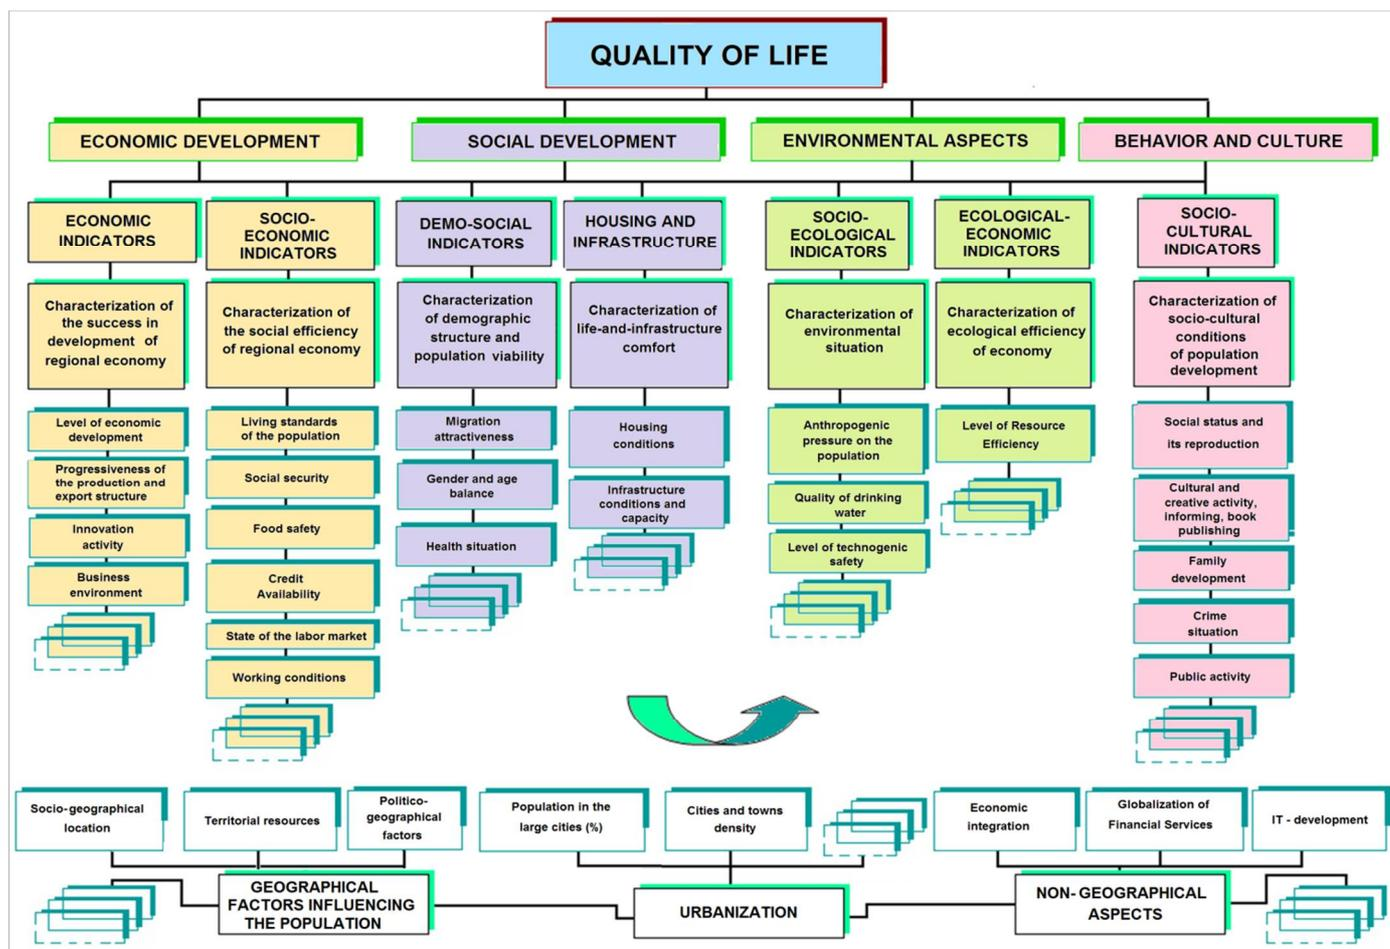 QUALITY OF LIFE
ECONOMIC DEVELOPMENT
SOCIAL DEVELOPMENT
ENVIRONMENTAL ASPECTS
BEHAVIOR AND CULTURE
ECONOMIC
INDICATORS
SOCIO-
ECONOMIC
INDICATORS
DEMO-SOCIAL
INDICATORS
HOUSING AND
INFRASTRUCTURE
SOCIO-
ECOLOGICAL
INDICATORS
ECOLOGICAL-
ECONOMIC
INDICATORS
SOCIO-
CULTURAL
INDICATORS
Characterization of
the success in
development of
regional economy
Characterization of
the social efficiency
of regional economy
Characterization
of demographic
structure and
population viability
Characterization of
life-and-infrastructure
comfort
Characterization of
environmental
situation
Characterization of
ecological efficiency
of economy
Characterization of
socio-cultural
conditions
of population
development
Level of economic
development
Progressiveness of
the production and
export structure
Innovation
activity
Business
environment
Living standards
of the population
Social security
Food safety
Credit
Availability
State of the labor market
Working conditions
Migration
attractiveness
Gender and age
balance
Health situation
Housing
conditions
Infrastructure
conditions and
capacity
Anthropogenic
pressure on the
population
Quality of drinking
water
Level of technogenic
safety
Level of Resource
Efficiency
Social status and
its reproduction
Cultural and
creative activity,
informing, book
publishing
Family
development
Crime
situation
Public activity
Socio-geographical
location
Territorial resources
Politico-
geographical
factors
Population in the
large cities (%)
Cities and towns
density
Economic
integration
Globalization of
Financial Services
IT - development
GEOGRAPHICAL
FACTORS INFLUENCING
THE POPULATION
URBANIZATION
NON- GEOGRAPHICAL
ASPECTS